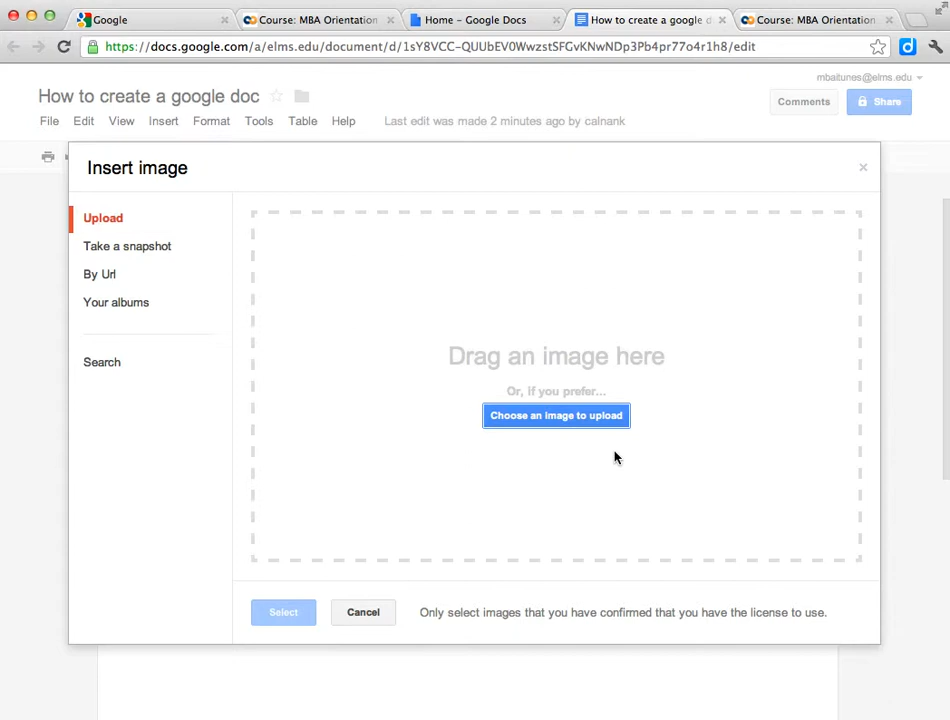 Google
Course: MBA Orientation
Home – Google Docs
How to create a google d
Course: MBA Orientation
https://docs.google.com/a/elms.edu/document/d/1sY8VCC-QUUbEV0WwzstSFGvKNwNDp3Pb4pr77o4r1h8/edit
mbaitunes@elms.edu
How to create a google doc
Comments
Share
File Edit View Insert Format Tools Table Help Last edit was made 2 minutes ago by calnank
Insert image
Upload
Take a snapshot
By Url
Your albums
Search
Drag an image here
Or, if you prefer...
Choose an image to upload
Select
Cancel
Only select images that you have confirmed that you have the license to use.